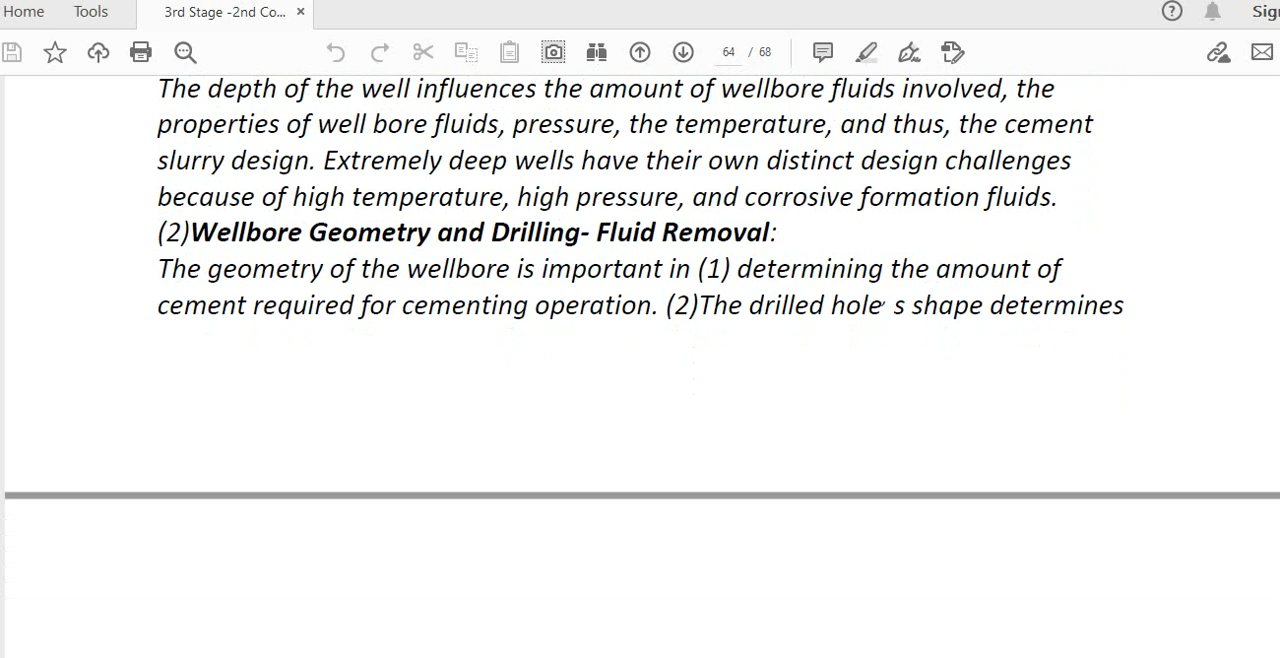 Home Tools 3rd Stage -2nd Co... × ? Sig
64 / 68
The depth of the well influences the amount of wellbore fluids involved, the
properties of well bore fluids, pressure, the temperature, and thus, the cement
slurry design. Extremely deep wells have their own distinct design challenges
because of high temperature, high pressure, and corrosive formation fluids.
(2)Wellbore Geometry and Drilling- Fluid Removal:
The geometry of the wellbore is important in (1) determining the amount of
cement required for cementing operation. (2)The drilled hole’ s shape determines